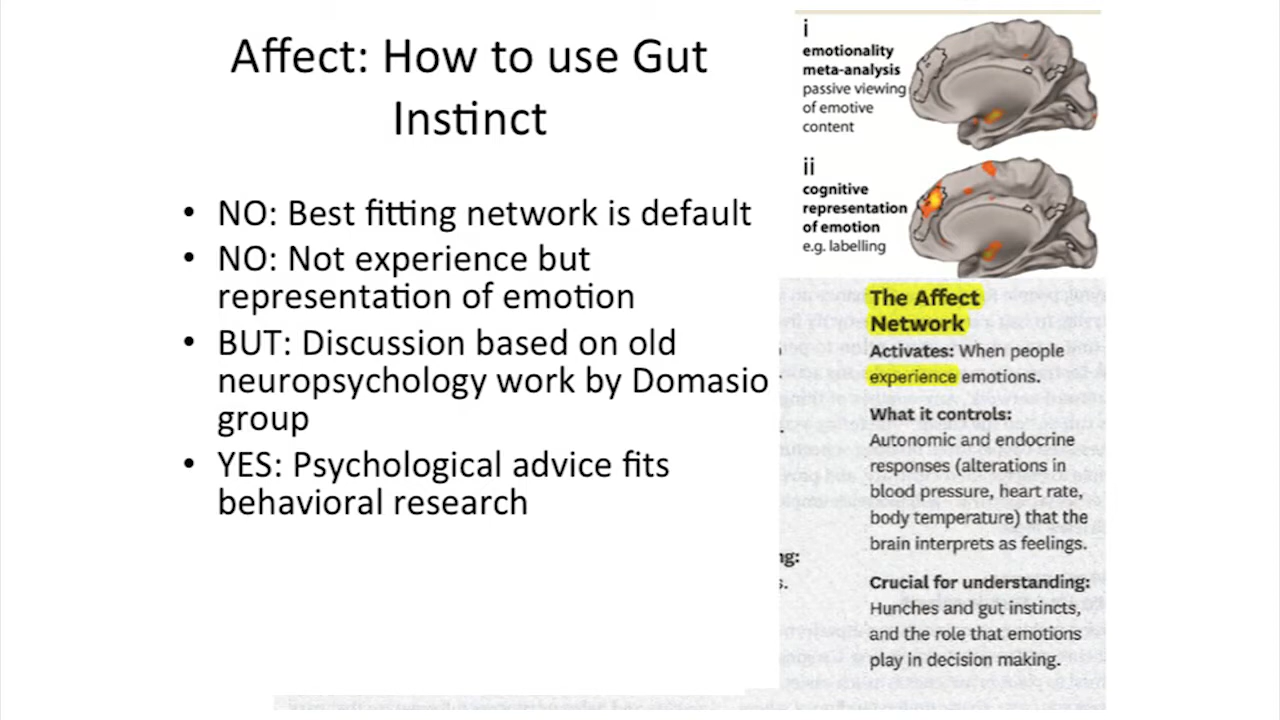 Affect: How to use Gut
Instinct
• NO: Best fitting network is default
• NO: Not experience but
representation of emotion
• BUT: Discussion based on old
neuropsychology work by Domasio
group
• YES: Psychological advice fits
behavioral research
i
emotionality
meta-analysis
passive viewing
of emotive
content
ii
cognitive
representation
of emotion
e.g. labelling
The Affect
Network
Activates: When people
experience emotions.
What it controls:
Autonomic and endocrine
responses (alterations in
blood pressure, heart rate,
body temperature) that the
brain interprets as feelings.
Crucial for understanding:
Hunches and gut instincts,
and the role that emotions
play in decision making.
ng:
s.